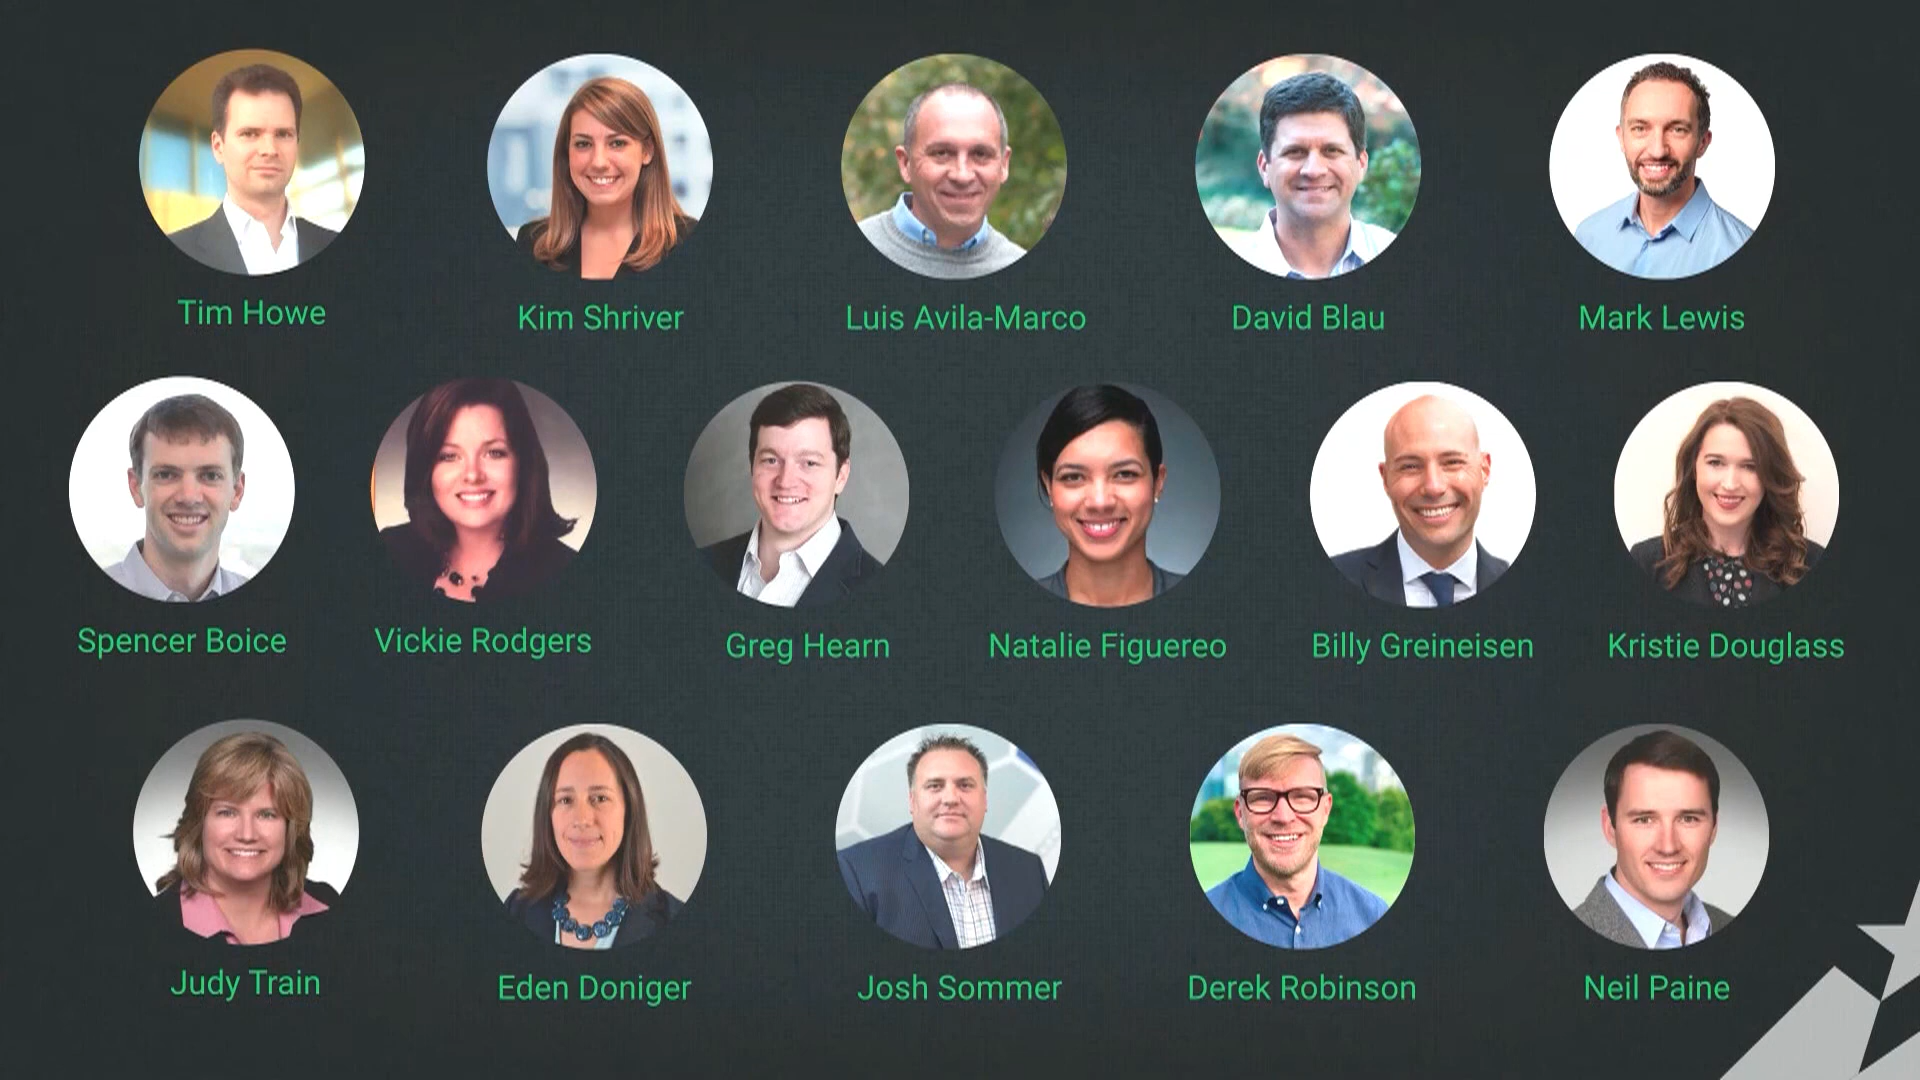 Tim Howe
Kim Shriver
Luis Avila-Marco
David Blau
Mark Lewis
Spencer Boice
Vickie Rodgers
Greg Hearn
Natalie Figuereo
Billy Greineisen
Kristie Douglass
Judy Train
Eden Doniger
Josh Sommer
Derek Robinson
Neil Paine